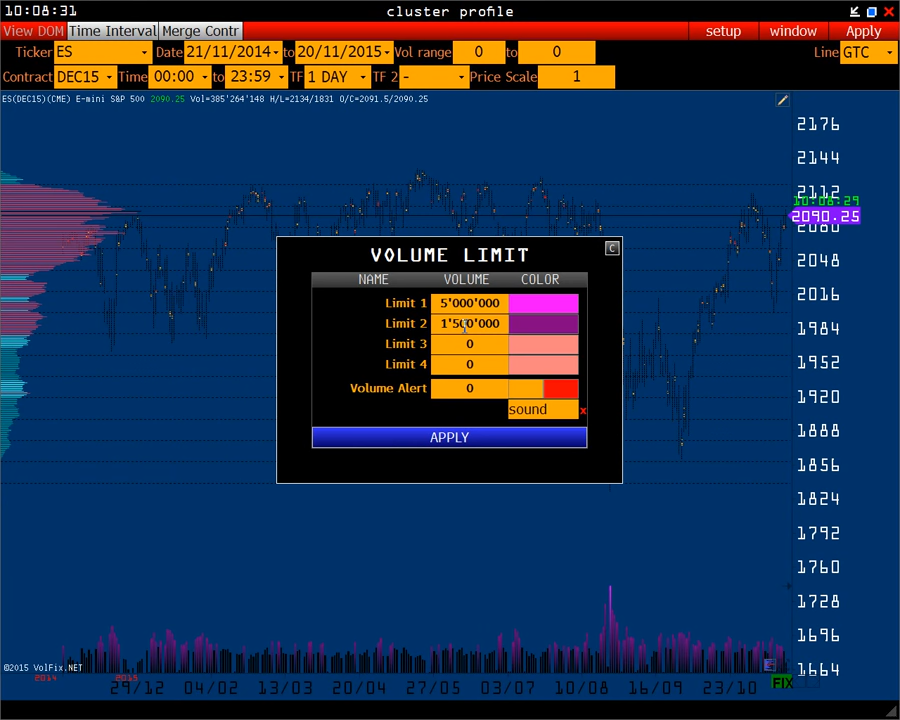 10:08:31
cluster profile
View DOM Time Interval Merge Contr setup window Apply
Ticker ES Date 21/11/2014 to 20/11/2015 Vol range 0 to 0 Line GTC
Contract DEC15 Time 00:00 to 23:59 TF 1 DAY TF 2 - Price Scale 1
ES(DEC15)(CME) E-mini S&P 500 2090.25 Vol=385'264'148 H/L=2134/1831 O/C=2091.5/2090.25
2176
2144
2112
10:08:29
2090.25
2080
2048
2016
1984
1952
1920
1888
1856
1824
1792
1760
1728
1696
1664
VOLUME LIMIT
C
NAME VOLUME COLOR
Limit 1 5'000'000
Limit 2 1'500'000
Limit 3 0
Limit 4 0
Volume Alert 0
sound x
APPLY
©2015 VolFix.NET
2014 2015
29/12 04/02 13/03 20/04 27/05 03/07 10/08 16/09 23/10 FIX